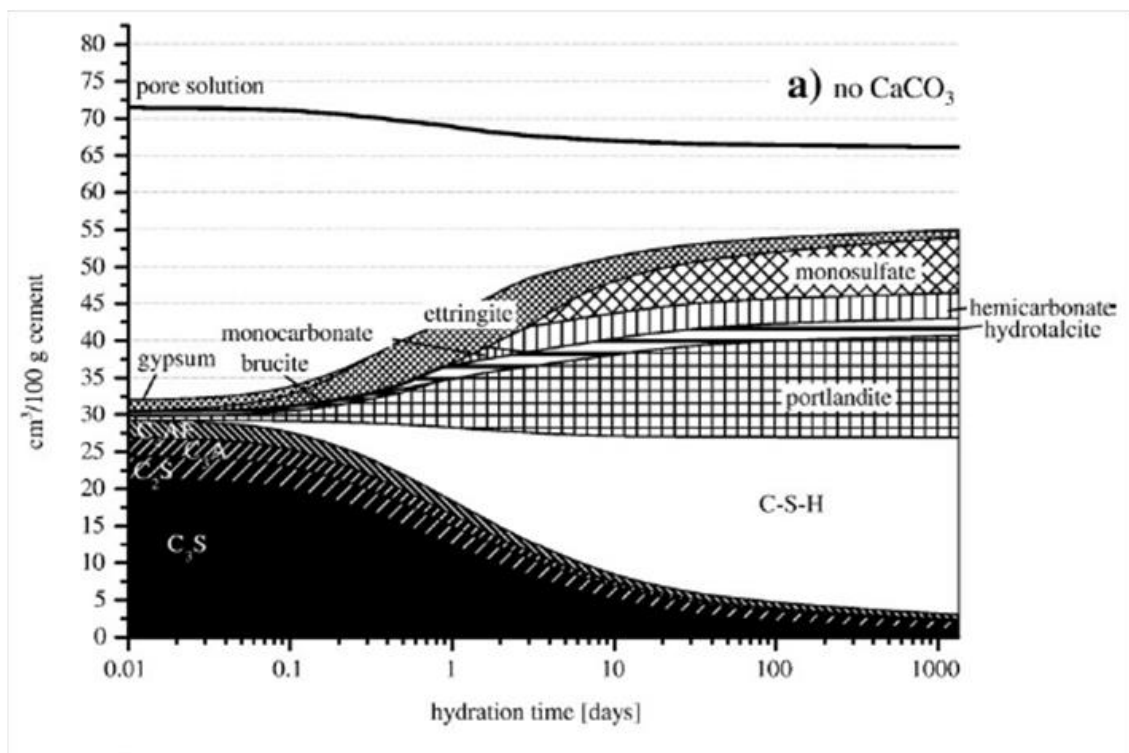 80
75
70
65
60
55
50
45
40
35
30
25
20
15
10
5
0
cm³/100 g cement
pore solution
a) no CaCO₃
monosulfate
ettringite
hemicarbonate
monocarbonate
hydrotalcite
brucite
gypsum
portlandite
C₂S
C₃S
C-S-H
0.01
0.1
1
10
100
1000
hydration time [days]